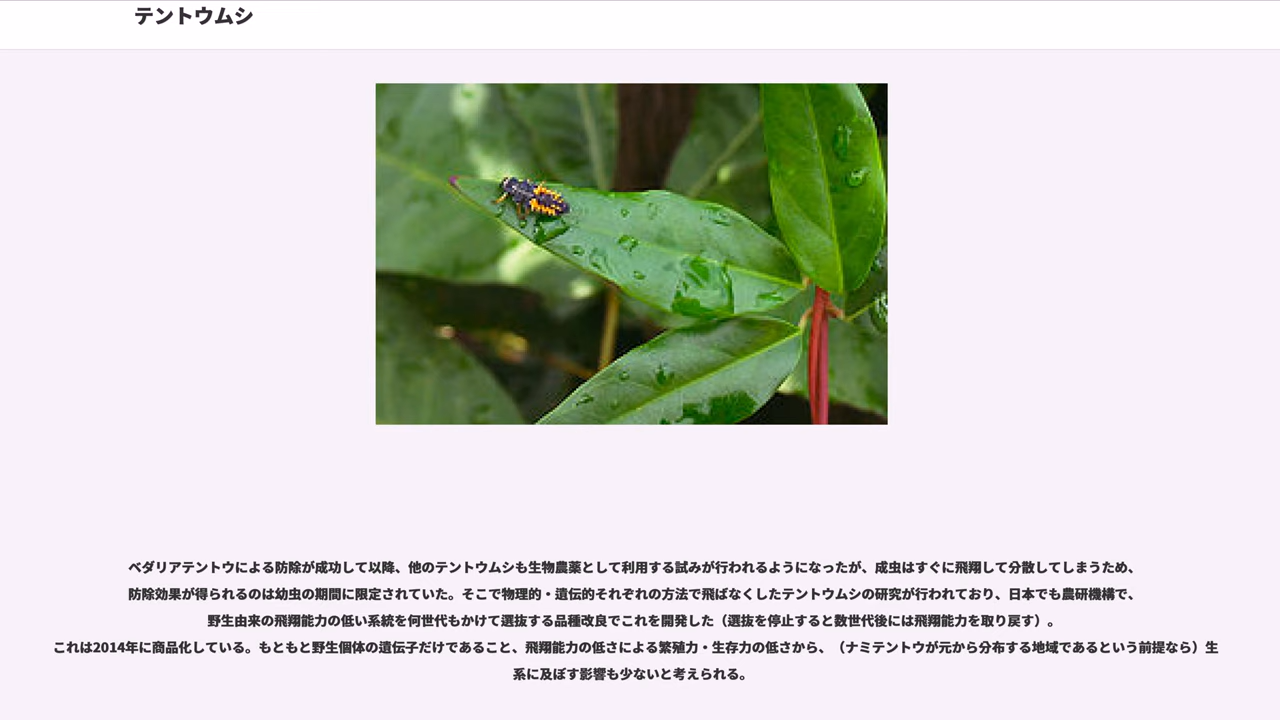 テントウムシ
ベダリアテントウによる防除が成功して以降、他のテントウムシも生物農薬として利用する試みが行われるようになったが、成虫はすぐに飛翔して分散してしまうため、
防除効果が得られるのは幼虫の期間に限定されていた。そこで物理的・遺伝的それぞれの方法で飛ばなくしたテントウムシの研究が行われており、日本でも農研機構で、
野生由来の飛翔能力の低い系統を何世代もかけて選抜する品種改良でこれを開発した（選抜を停止すると数世代後には飛翔能力を取り戻す）。
これは2014年に商品化している。もともと野生個体の遺伝子だけであること、飛翔能力の低さによる繁殖力・生存力の低さから、（ナミテントウが元から分布する地域であるという前提なら）生
系に及ぼす影響も少ないと考えられる。